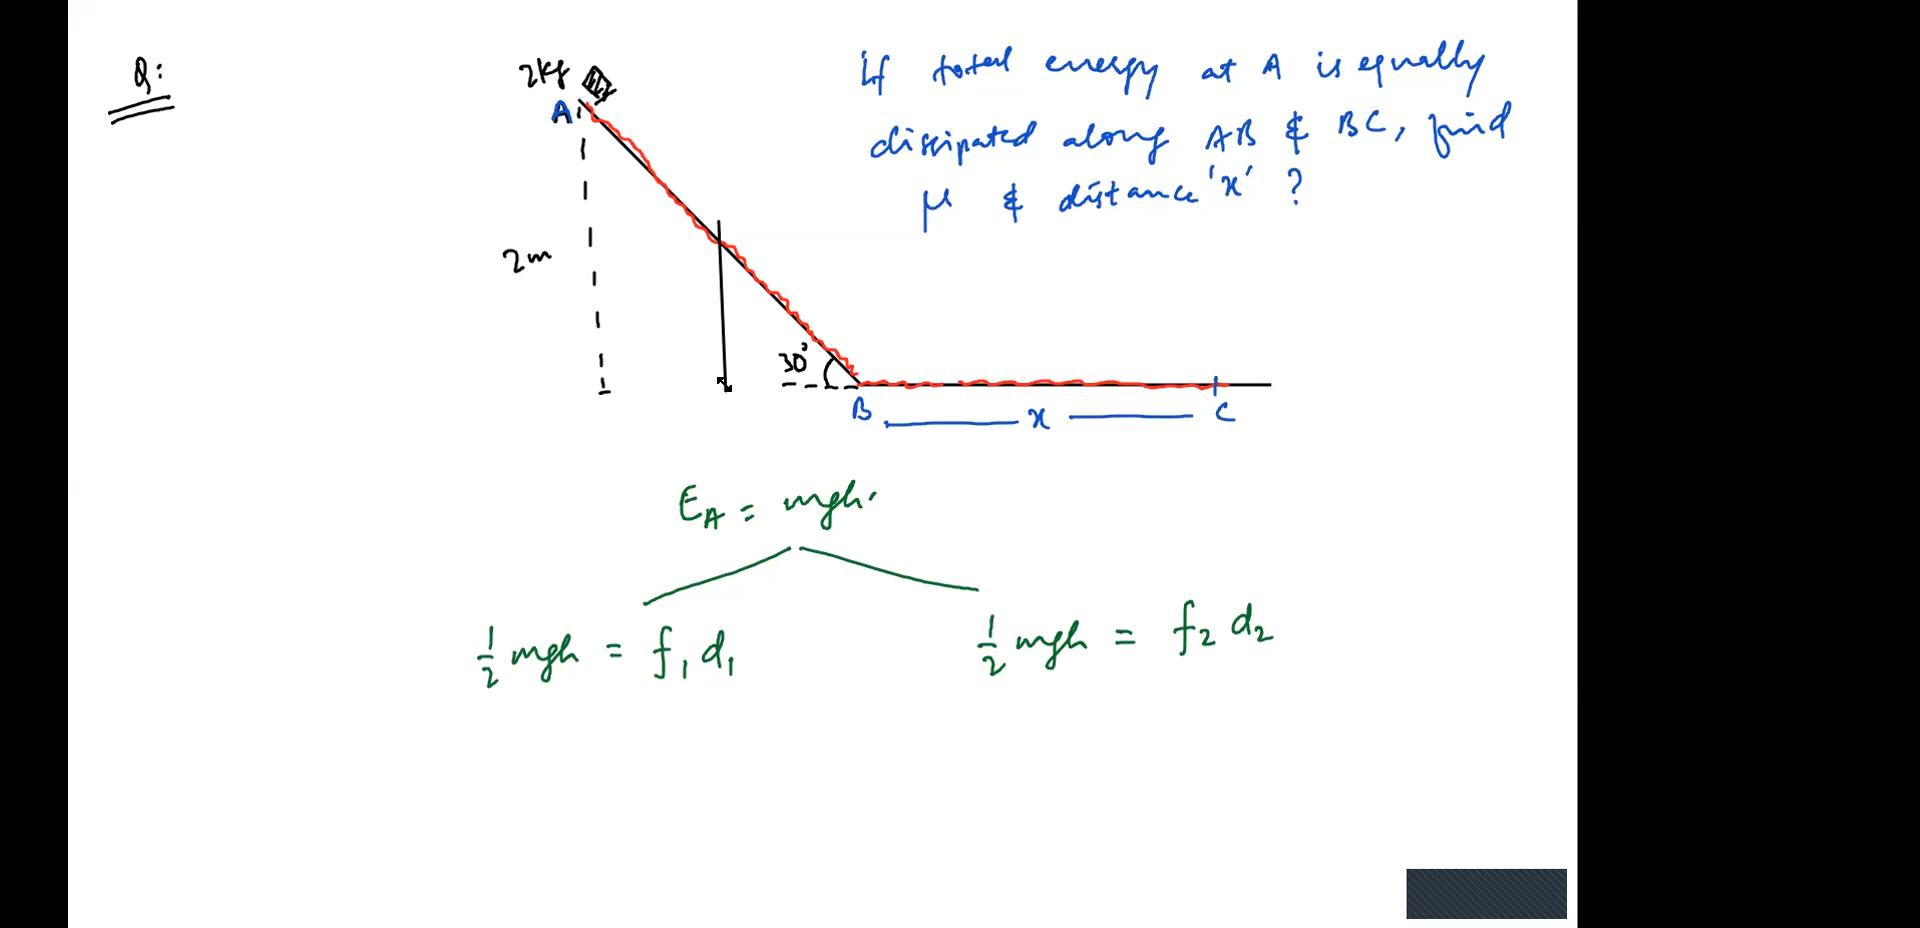 Q:
2kg
If total energy at A is equally
dissipated along AB & BC, find
μ & distance 'x' ?
A
2m
30°
B x C
E_A = mgh.
1/2 mgh = f₁ d₁
1/2 mgh = f₂ d₂